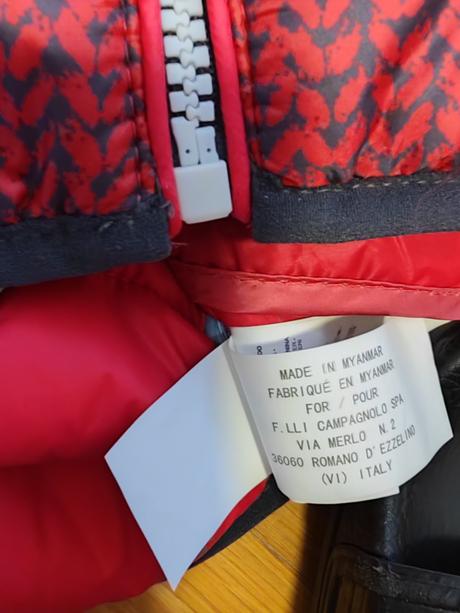 MADE IN MYANMAR
FABRIQUÉ EN MYANMAR
FOR / POUR
F.LLI CAMPAGNOLO SPA
VIA MERLO N.2
36060 ROMANO D'EZZELINO
(VI) ITALY